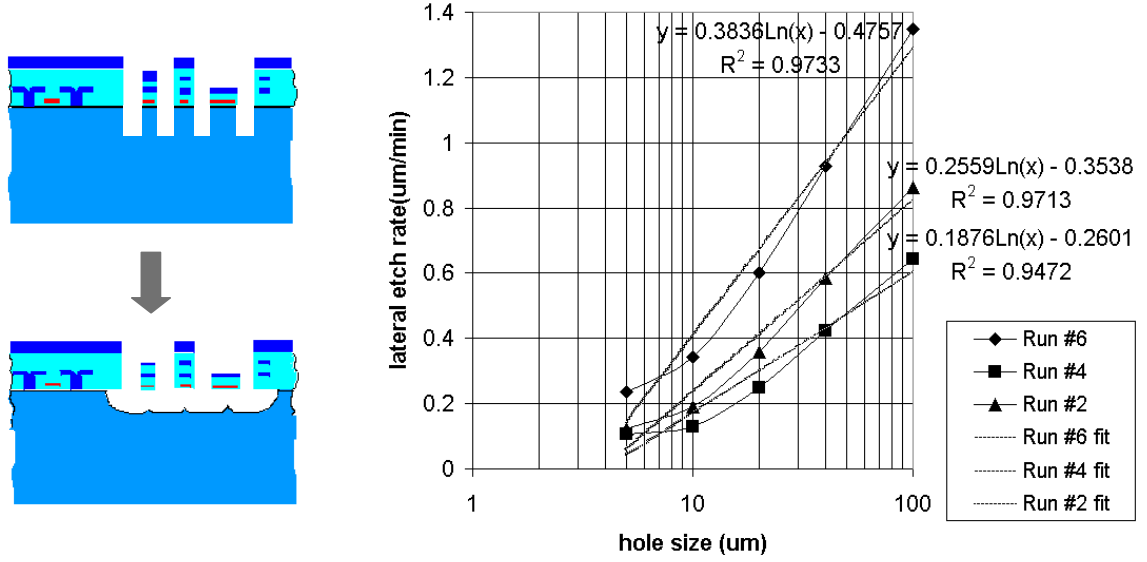 1.4
1.2
1
0.8
0.6
0.4
0.2
0
lateral etch rate(um/min)
y = 0.3836Ln(x) - 0.4757
R² = 0.9733
y = 0.2559Ln(x) - 0.3538
R² = 0.9713
y = 0.1876Ln(x) - 0.2601
R² = 0.9472
1 10 100
hole size (um)
Run #6
Run #4
Run #2
Run #6 fit
Run #4 fit
Run #2 fit